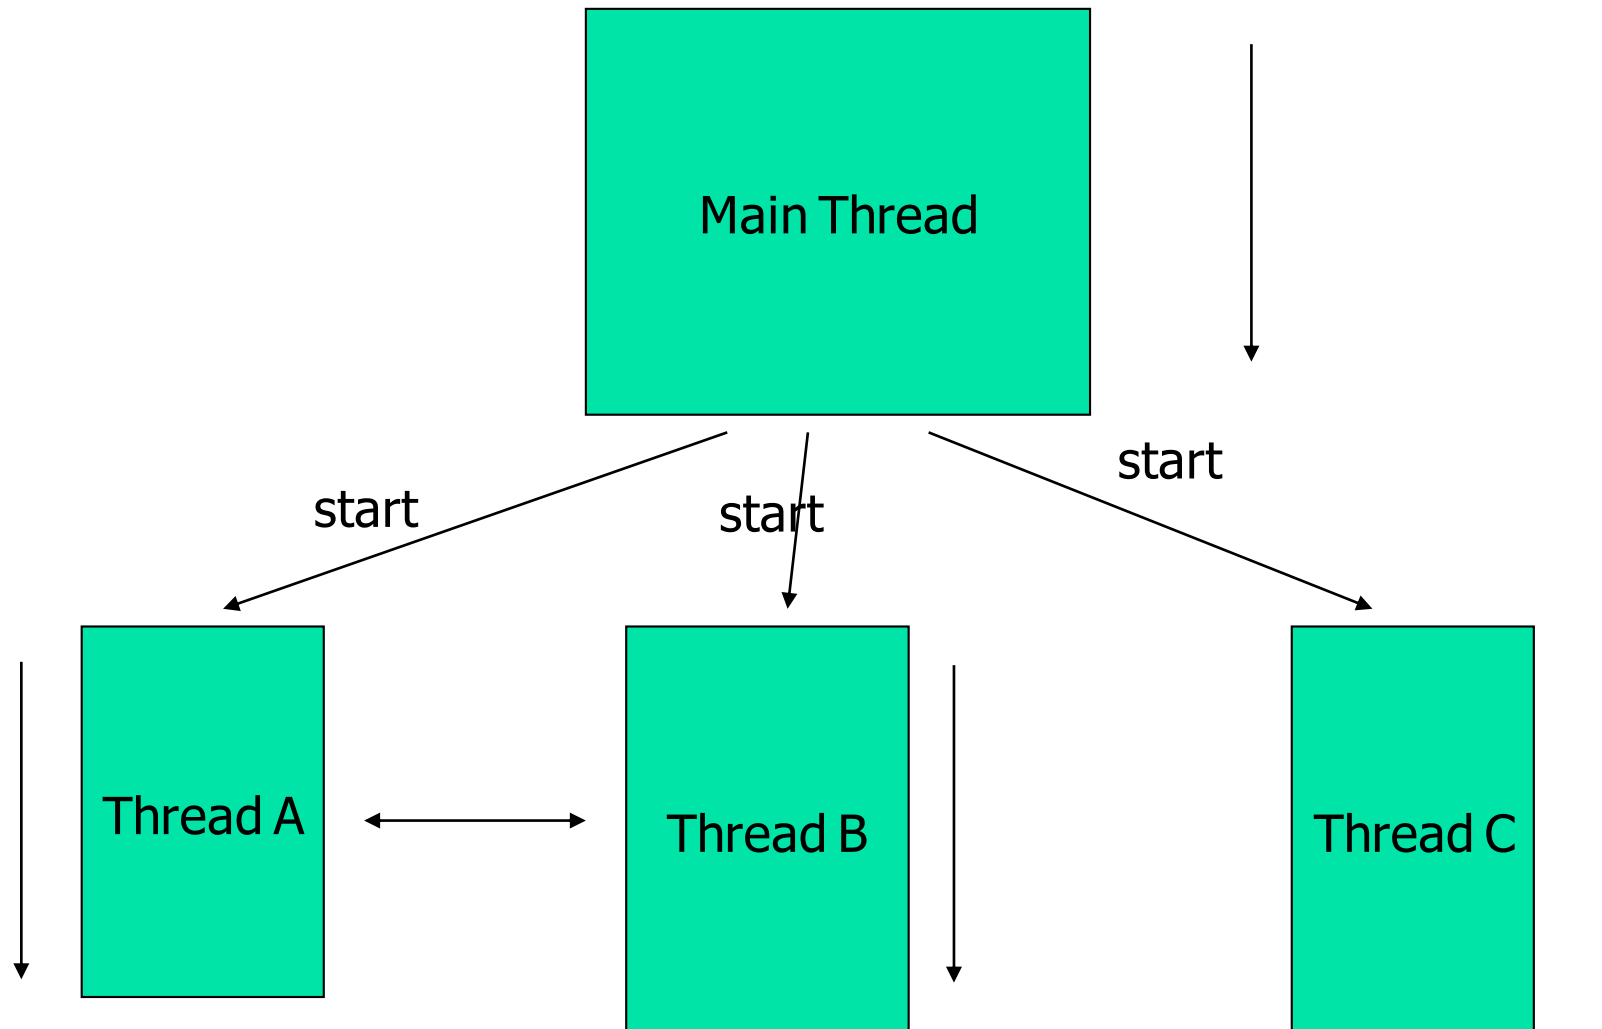 Main Thread
start
start
start
Thread A
Thread B
Thread C